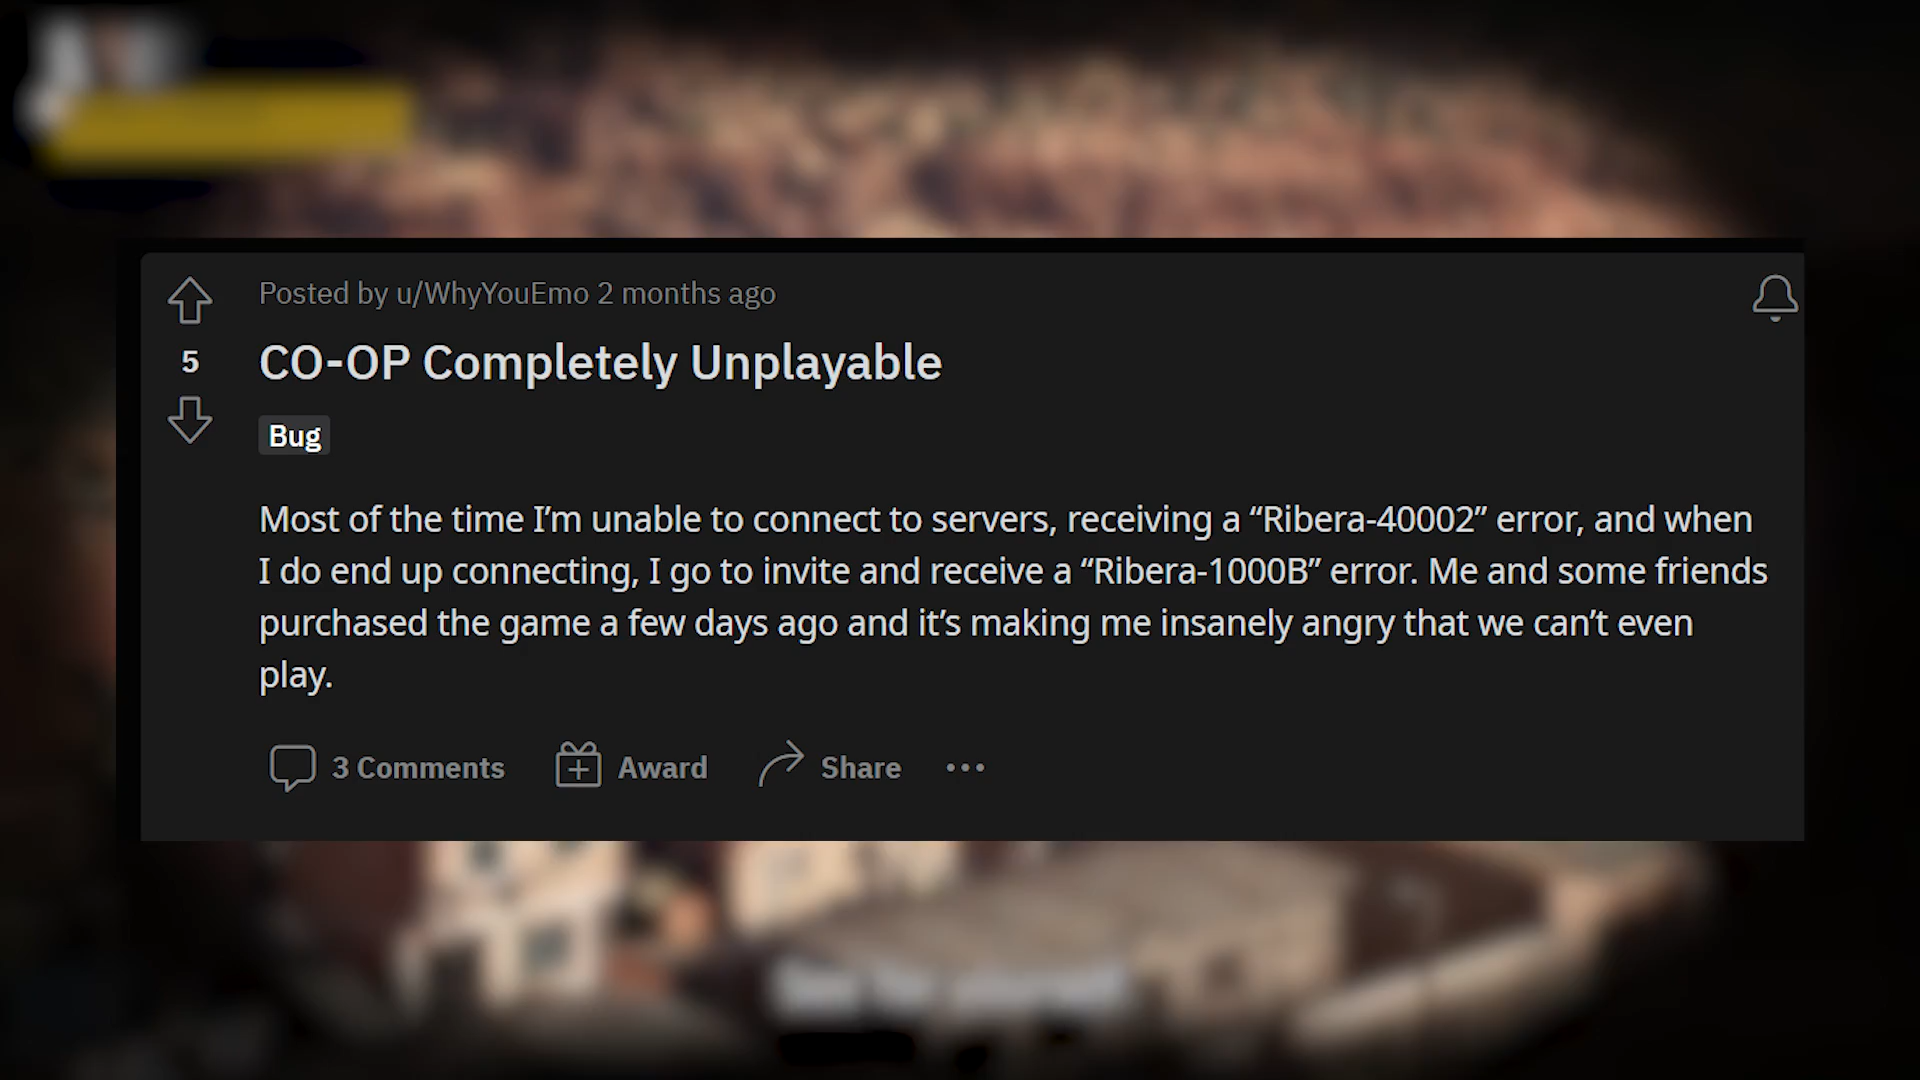 Posted by u/WhyYouEmo 2 months ago
5
CO-OP Completely Unplayable
Bug
Most of the time I’m unable to connect to servers, receiving a “Ribera-40002” error, and when
I do end up connecting, I go to invite and receive a “Ribera-1000B” error. Me and some friends
purchased the game a few days ago and it’s making me insanely angry that we can’t even
play.
3 Comments Award Share